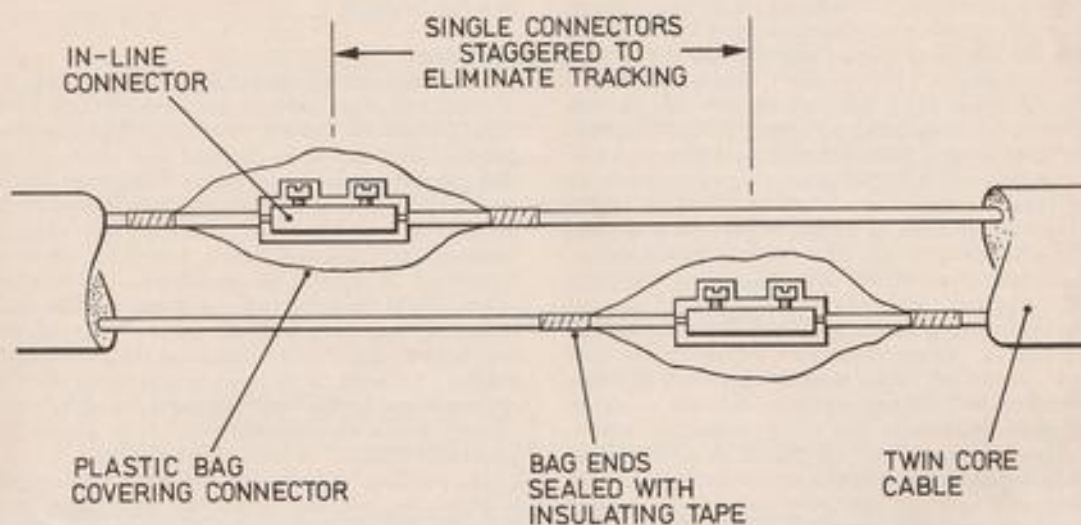 SINGLE CONNECTORS
STAGGERED TO
ELIMINATE TRACKING
IN-LINE
CONNECTOR
PLASTIC BAG
COVERING CONNECTOR
BAG ENDS
SEALED WITH
INSULATING TAPE
TWIN CORE
CABLE